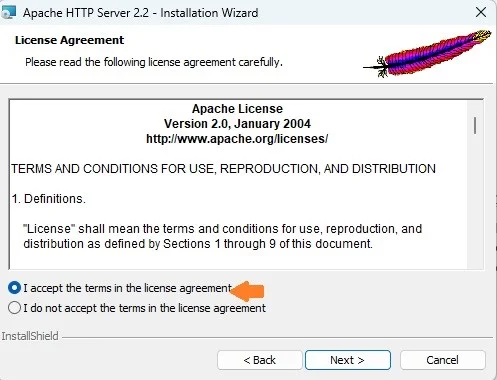 Apache HTTP Server 2.2 - Installation Wizard
License Agreement
Please read the following license agreement carefully.
Apache License
Version 2.0, January 2004
http://www.apache.org/licenses/
TERMS AND CONDITIONS FOR USE, REPRODUCTION, AND DISTRIBUTION
1. Definitions.
"License" shall mean the terms and conditions for use, reproduction, and
distribution as defined by Sections 1 through 9 of this document.
I accept the terms in the license agreement
I do not accept the terms in the license agreement
InstallShield
< Back
Next >
Cancel